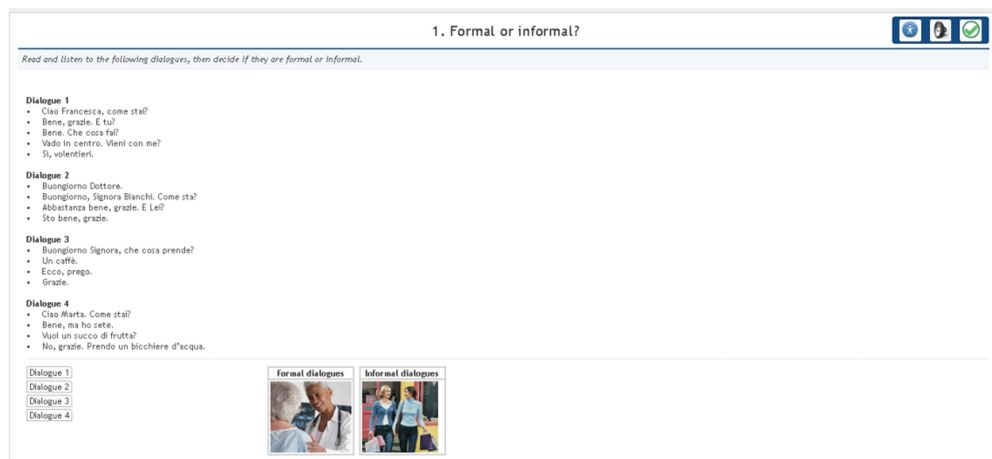 1. Formal or informal?
Read and listen to the following dialogues, then decide if they are formal or informal.
Dialogue 1
• Ciao Francesca, come stai?
• Bene, grazie. E tu?
• Bene. Che cosa fai?
• Vado in centro. Vieni con me?
• Sì, volentieri.
Dialogue 2
• Buongiorno Dottore.
• Buongiorno, Signora Bianchi. Come sta?
• Abbastanza bene, grazie. E Lei?
• Sto bene, grazie.
Dialogue 3
• Buongiorno Signora, che cosa prende?
• Un caffè.
• Ecco, prego.
• Grazie.
Dialogue 4
• Ciao Marta. Come stai?
• Bene, ma ho sete.
• Vuoi un succo di frutta?
• No, grazie. Prendo un bicchiere d'acqua.
Dialogue 1
Dialogue 2
Dialogue 3
Dialogue 4
Formal dialogues
Informal dialogues